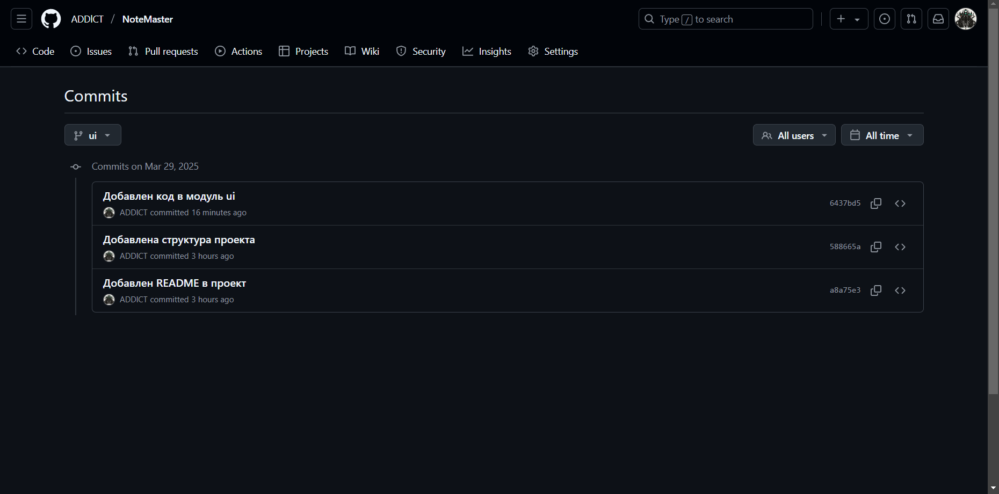 ADDICT / NoteMaster
Type / to search
Code Issues Pull requests Actions Projects Wiki Security Insights Settings
Commits
ui
All users All time
Commits on Mar 29, 2025
Добавлен код в модуль ui
6437bd5
ADDICT committed 16 minutes ago
Добавлена структура проекта
588665a
ADDICT committed 3 hours ago
Добавлен README в проект
a8a75e3
ADDICT committed 3 hours ago